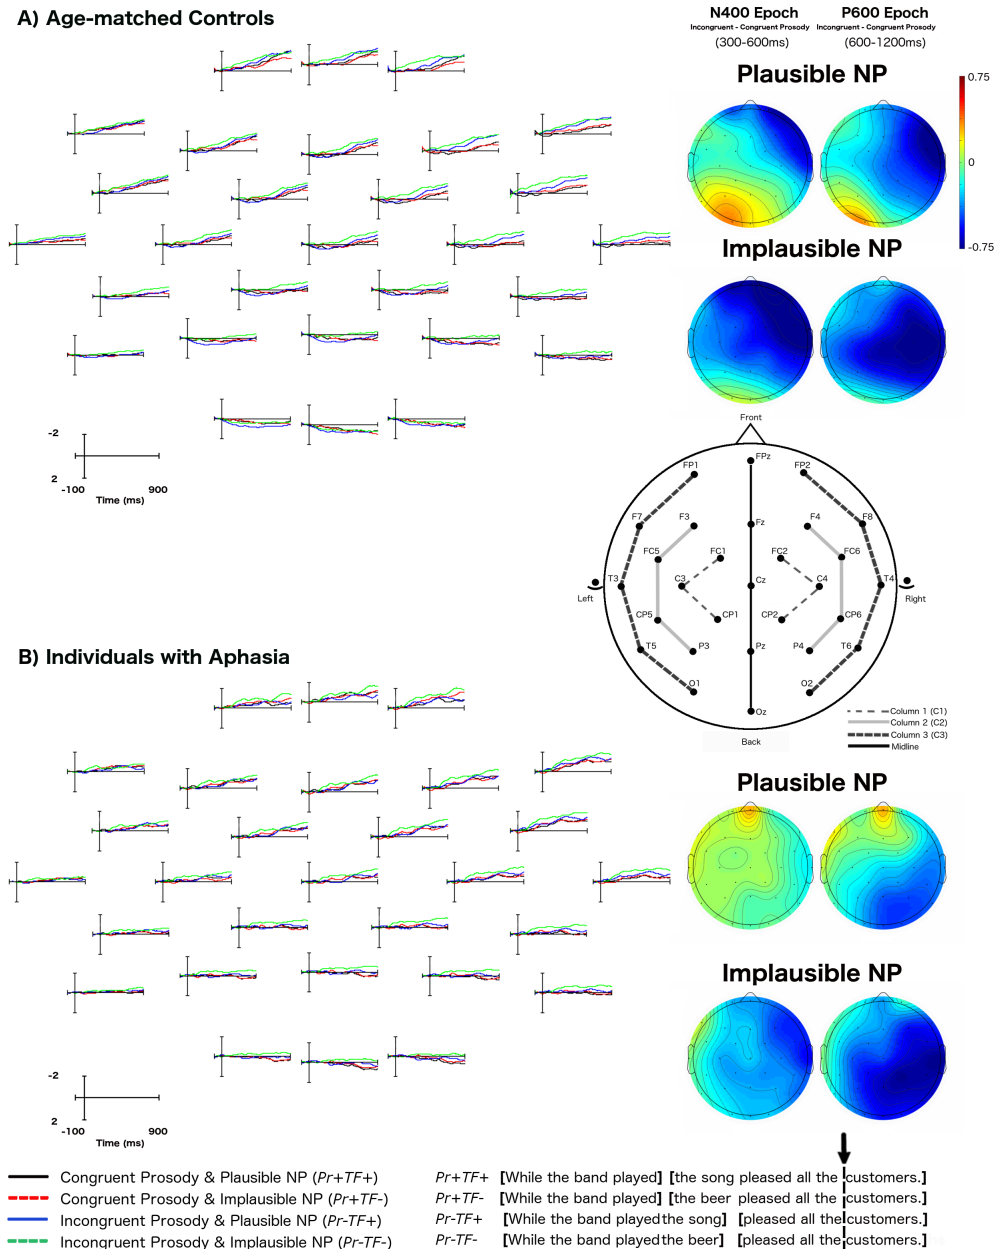 A) Age-matched Controls
N400 Epoch
Incongruent - Congruent Prosody
(300-600ms)
P600 Epoch
Incongruent - Congruent Prosody
(600-1200ms)
Plausible NP
0.75
0
-0.75
Implausible NP
-2
2
-100
900
Time (ms)
Front
FPz
FP1
FP2
F7
F3
Fz
F4
F8
FC5
FC1
FC2
FC6
T3
C3
Cz
C4
T4
Left
Right
CP5
CP1
CP2
CP6
T5
P3
Pz
P4
T6
O1
O2
Oz
Back
Column 1 (C1)
Column 2 (C2)
Column 3 (C3)
Midline
B) Individuals with Aphasia
Plausible NP
Implausible NP
-2
2
-100
900
Time (ms)
Congruent Prosody & Plausible NP (Pr+TF+)
Pr+TF+ [While the band played] [the song pleased all the customers.]
Congruent Prosody & Implausible NP (Pr+TF-)
Pr+TF- [While the band played] [the beer pleased all the customers.]
Incongruent Prosody & Plausible NP (Pr-TF+)
Pr-TF+ [While the band played the song] [pleased all the customers.]
Incongruent Prosody & Implausible NP (Pr-TF-)
Pr-TF- [While the band played the beer] [pleased all the customers.]